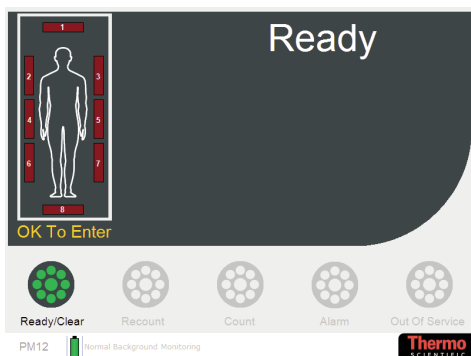 Ready
1
2
3
4
5
6
7
8
OK To Enter
Ready/Clear
Recount
Count
Alarm
Out Of Service
PM12
Normal Background Monitoring
Thermo
SCIENTIFIC